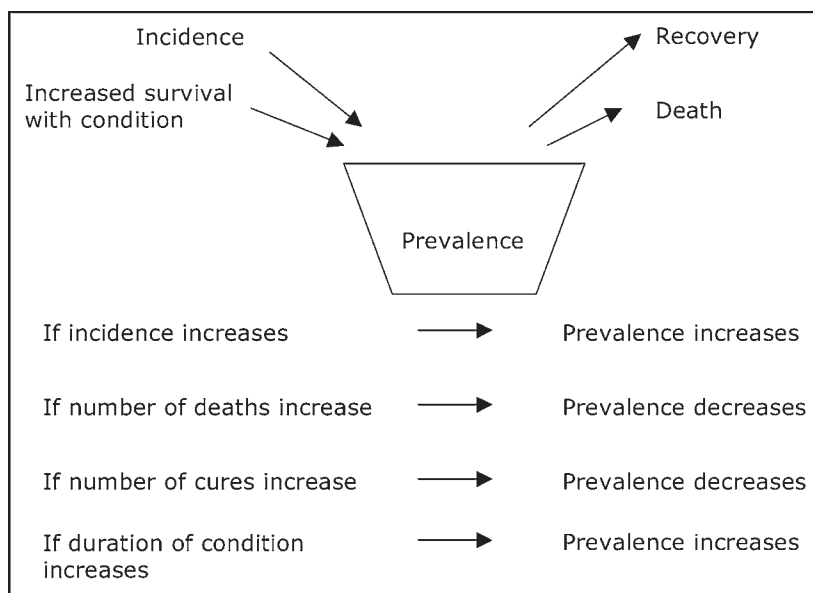 Incidence
Recovery
Increased survival
with condition
Death
Prevalence
If incidence increases
Prevalence increases
If number of deaths increase
Prevalence decreases
If number of cures increase
Prevalence decreases
If duration of condition
increases
Prevalence increases